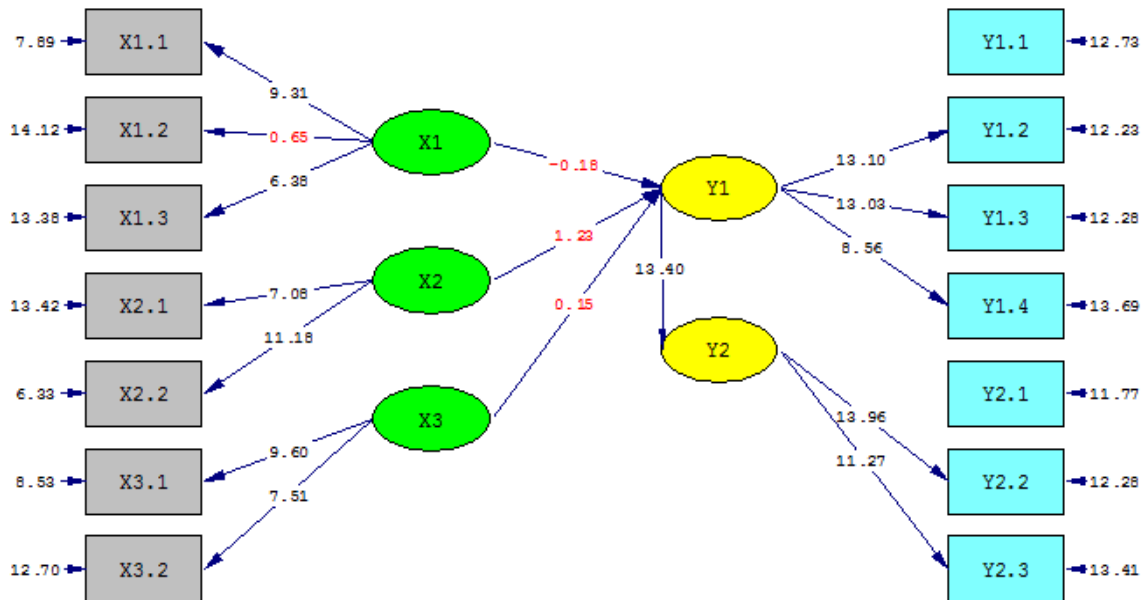 7.89
X1.1
Y1.1
12.73
9.31
14.12
X1.2
0.65
X1
-0.18
13.10
Y1.2
12.23
6.38
Y1
13.38
X1.3
13.03
Y1.3
12.28
1.23
8.56
13.42
X2.1
7.08
X2
13.40
0.15
Y1.4
13.69
11.18
6.33
X2.2
Y2
Y2.1
11.77
X3
13.96
9.60
11.27
8.53
X3.1
7.51
Y2.2
12.28
12.70
X3.2
Y2.3
13.41